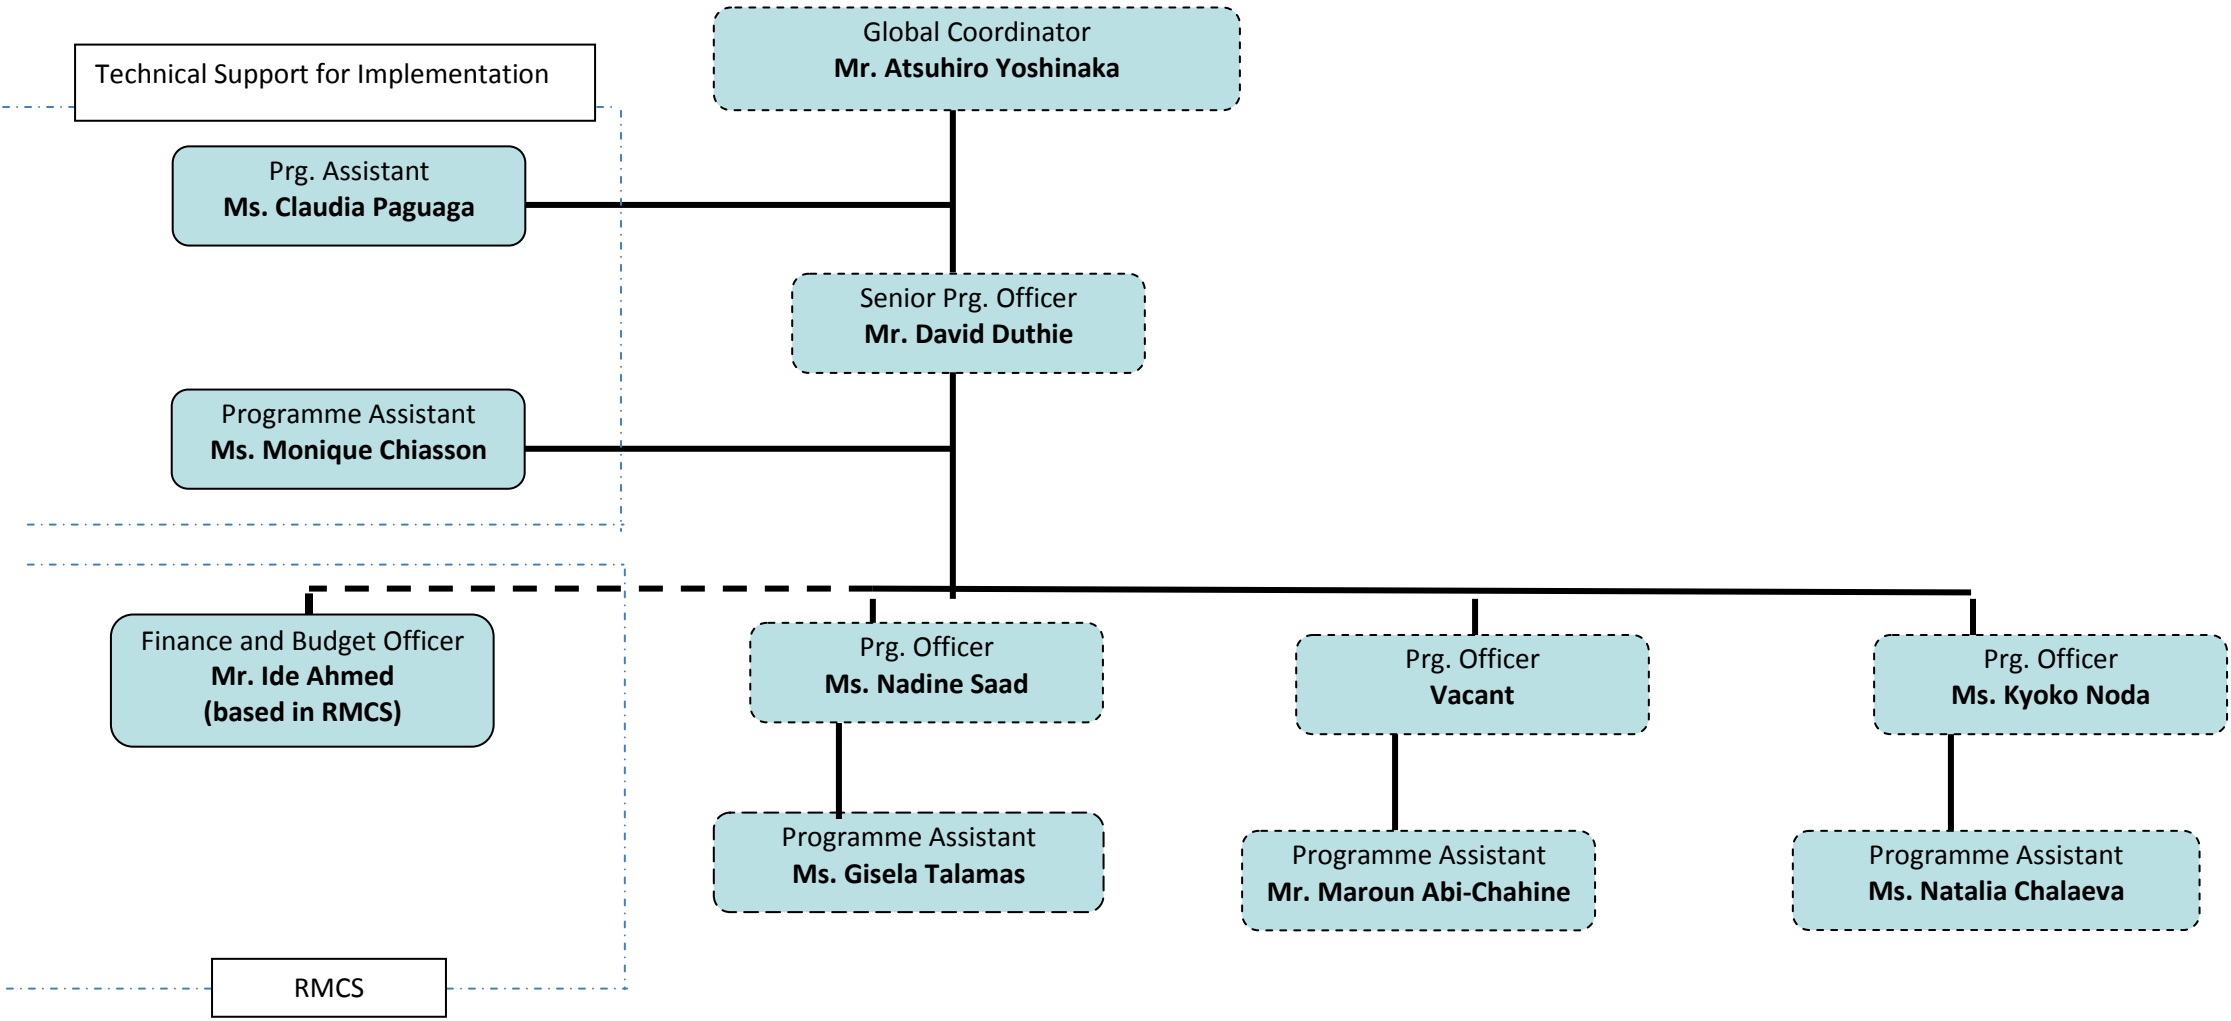 Global Coordinator
Mr. Atsuhiro Yoshinaka
Technical Support for Implementation
Prg. Assistant
Ms. Claudia Paguaga
Senior Prg. Officer
Mr. David Duthie
Programme Assistant
Ms. Monique Chiasson
Finance and Budget Officer
Mr. Ide Ahmed
(based in RMCS)
Prg. Officer
Ms. Nadine Saad
Prg. Officer
Vacant
Prg. Officer
Ms. Kyoko Noda
Programme Assistant
Ms. Gisela Talamas
Programme Assistant
Mr. Maroun Abi-Chahine
Programme Assistant
Ms. Natalia Chalaeva
RMCS